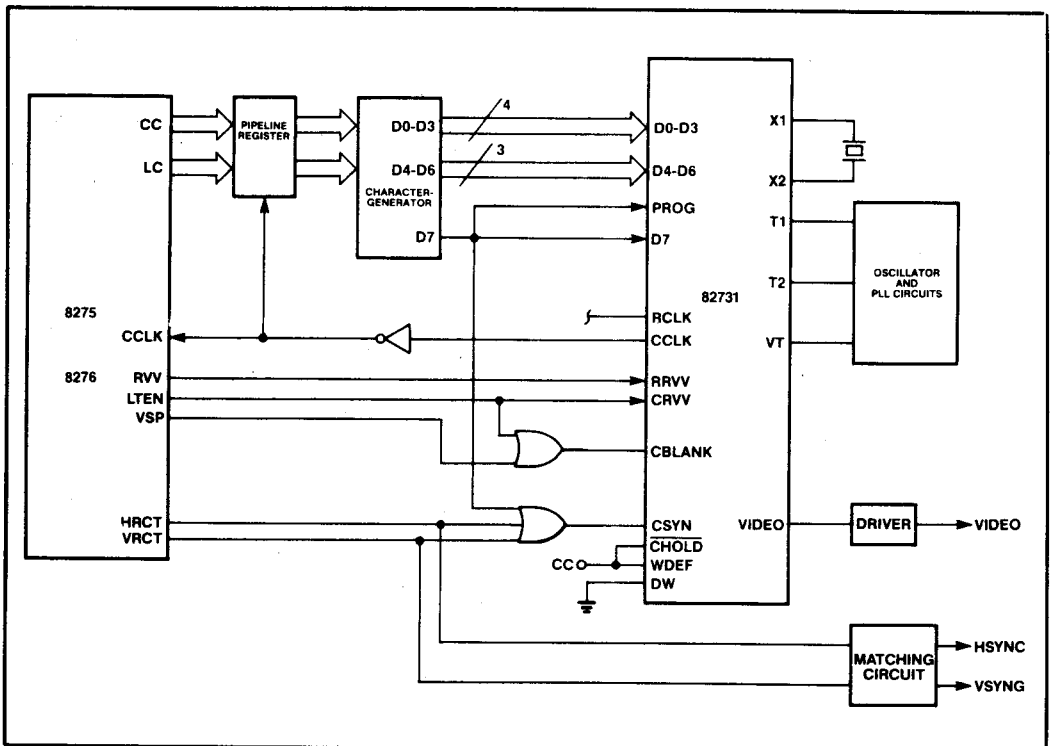 CC
LC
8275
CCLK
8276
RVV
LTEN
VSP
HRCT
VRCT
PIPELINE
REGISTER
D0-D3
D4-D6
CHARACTER-
GENERATOR
D7
4
3
D0-D3
D4-D6
PROG
D7
82731
RCLK
CCLK
RRVV
CRVV
CBLANK
CSYN
CHOLD
WDEF
DW
CC
X1
X2
T1
T2
VT
VIDEO
OSCILLATOR
AND
PLL CIRCUITS
DRIVER
VIDEO
MATCHING
CIRCUIT
HSYNC
VSYNG